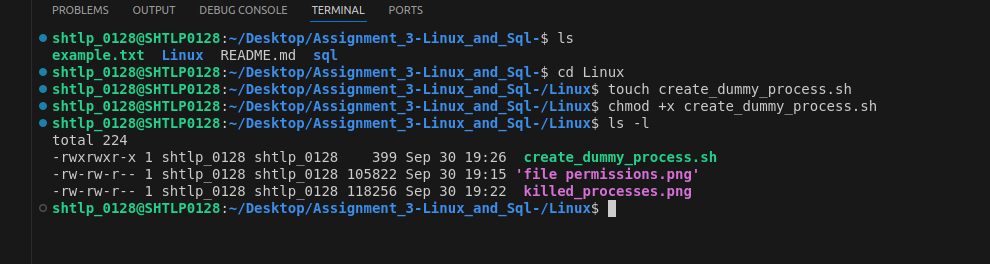 PROBLEMS OUTPUT DEBUG CONSOLE TERMINAL PORTS
shtlp_0128@SHTLP0128:~/Desktop/Assignment_3-Linux_and_Sql-$ ls
example.txt Linux README.md sql
shtlp_0128@SHTLP0128:~/Desktop/Assignment_3-Linux_and_Sql-$ cd Linux
shtlp_0128@SHTLP0128:~/Desktop/Assignment_3-Linux_and_Sql-/Linux$ touch create_dummy_process.sh
shtlp_0128@SHTLP0128:~/Desktop/Assignment_3-Linux_and_Sql-/Linux$ chmod +x create_dummy_process.sh
shtlp_0128@SHTLP0128:~/Desktop/Assignment_3-Linux_and_Sql-/Linux$ ls -l
total 224
-rwxrwxr-x 1 shtlp_0128 shtlp_0128    399 Sep 30 19:26  create_dummy_process.sh
-rw-rw-r-- 1 shtlp_0128 shtlp_0128 105822 Sep 30 19:15 'file permissions.png'
-rw-rw-r-- 1 shtlp_0128 shtlp_0128 118256 Sep 30 19:22  killed_processes.png
shtlp_0128@SHTLP0128:~/Desktop/Assignment_3-Linux_and_Sql-/Linux$